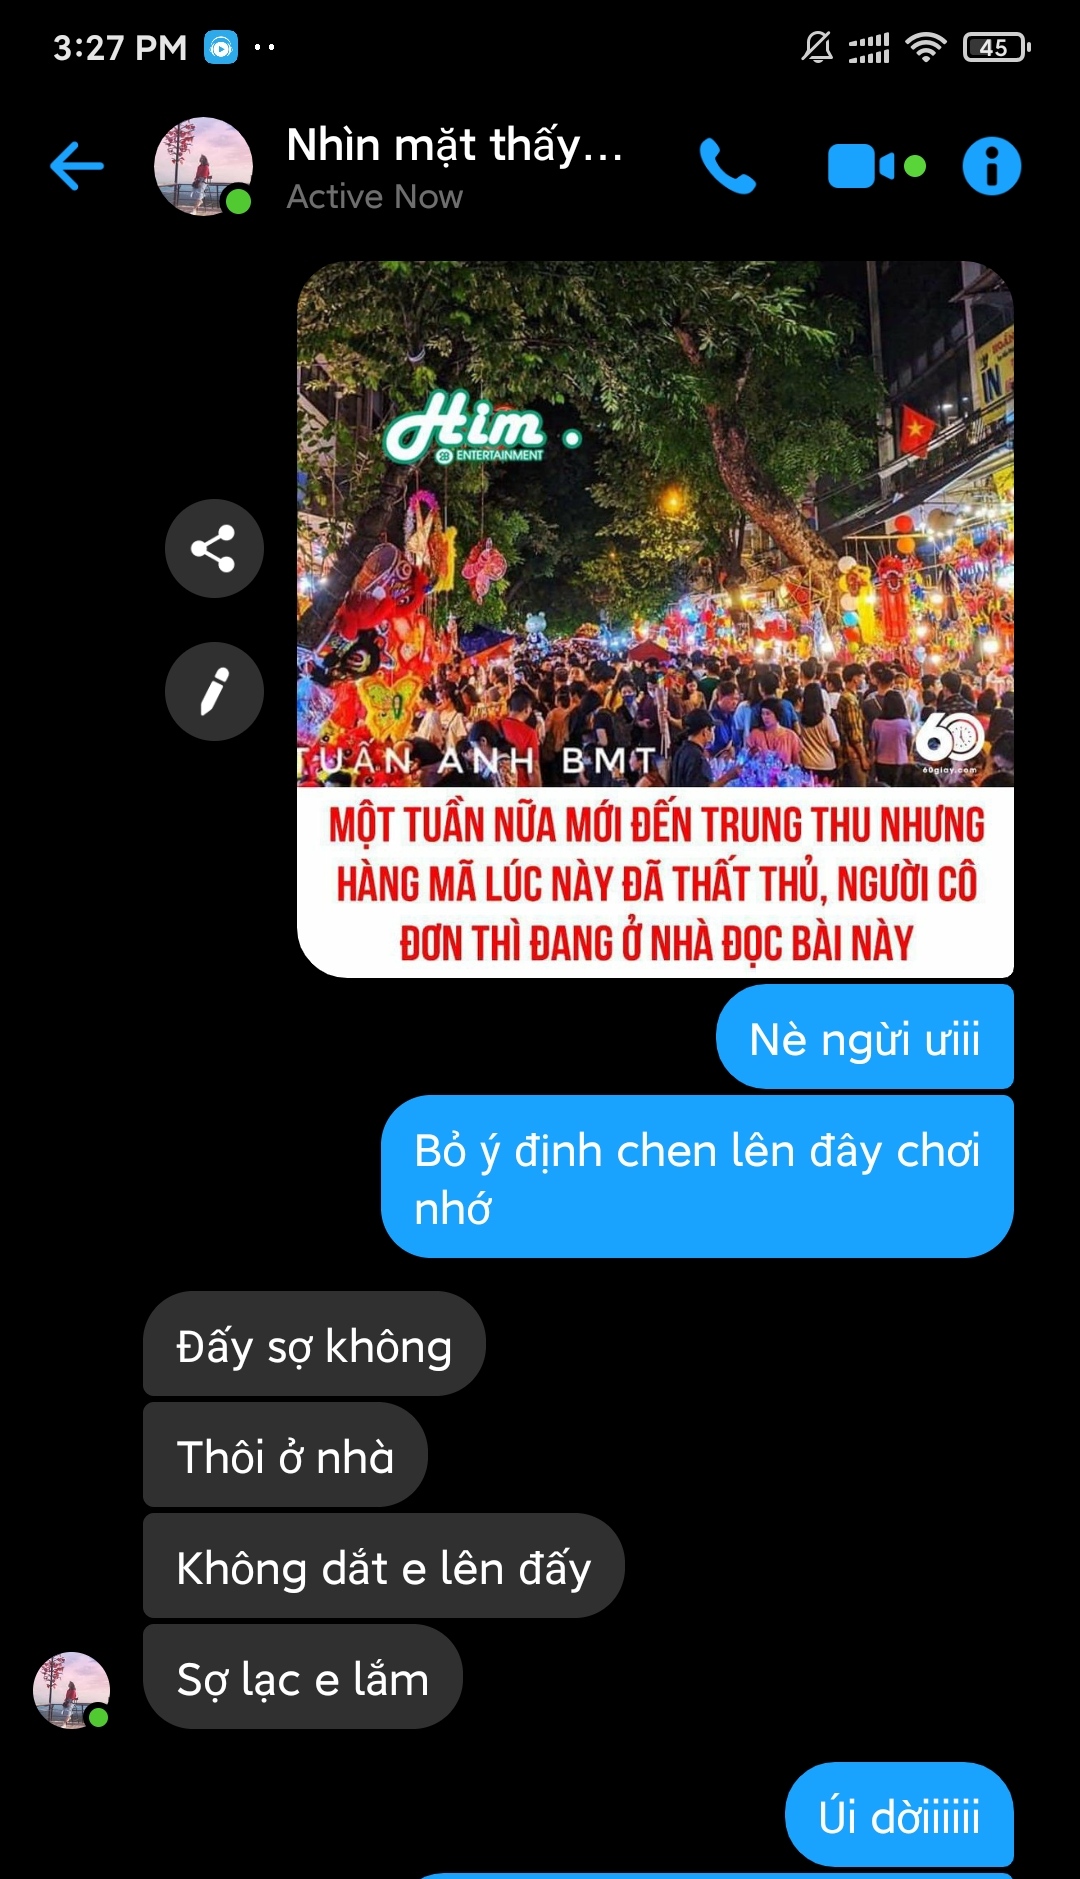 3:27 PM
45
Nhìn mặt thấy...
Active Now
Him.
ENTERTAINMENT
IN
60
60giay.com
TUẤN ANH BMT
MỘT TUẦN NỮA MỚI ĐẾN TRUNG THU NHƯNG
HÀNG MÃ LÚC NÀY ĐÃ THẤT THỦ, NGƯỜI CÔ
ĐƠN THÌ ĐANG Ở NHÀ ĐỌC BÀI NÀY
Nè ngừi ưiii
Bỏ ý định chen lên đây chơi
nhớ
Đấy sợ không
Thôi ở nhà
Không dắt e lên đấy
Sợ lạc e lắm
Úi dờiiiiii